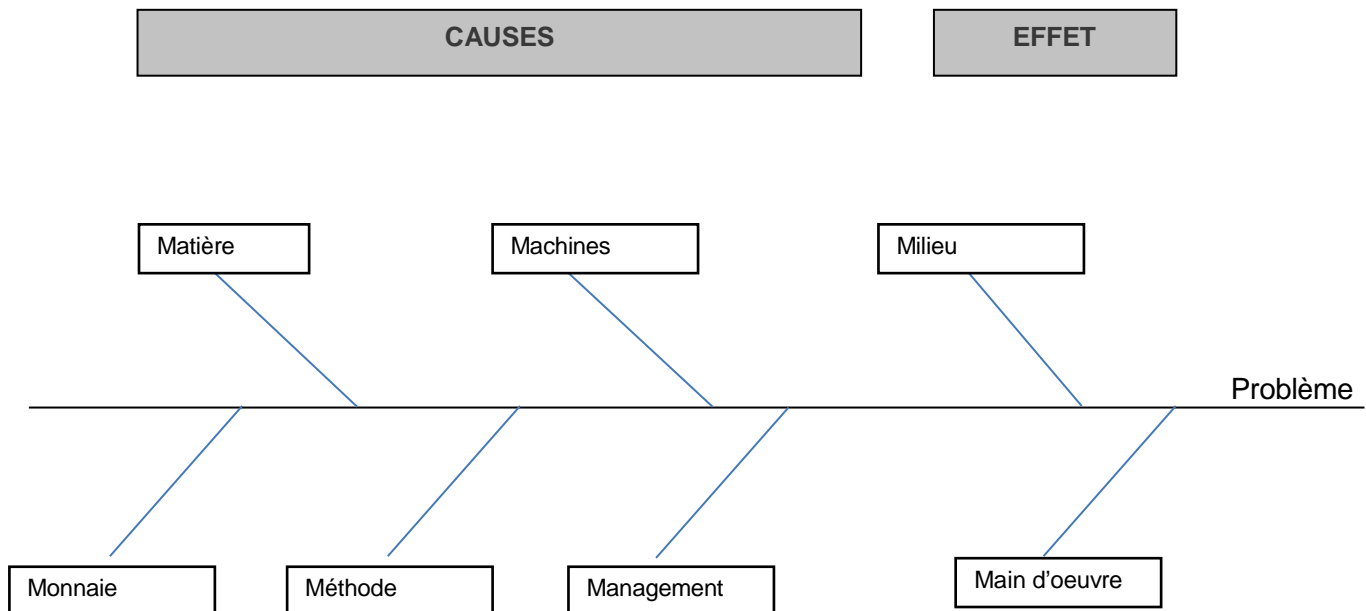 CAUSES
EFFET
Matière
Machines
Milieu
Problème
Monnaie
Méthode
Management
Main d'oeuvre